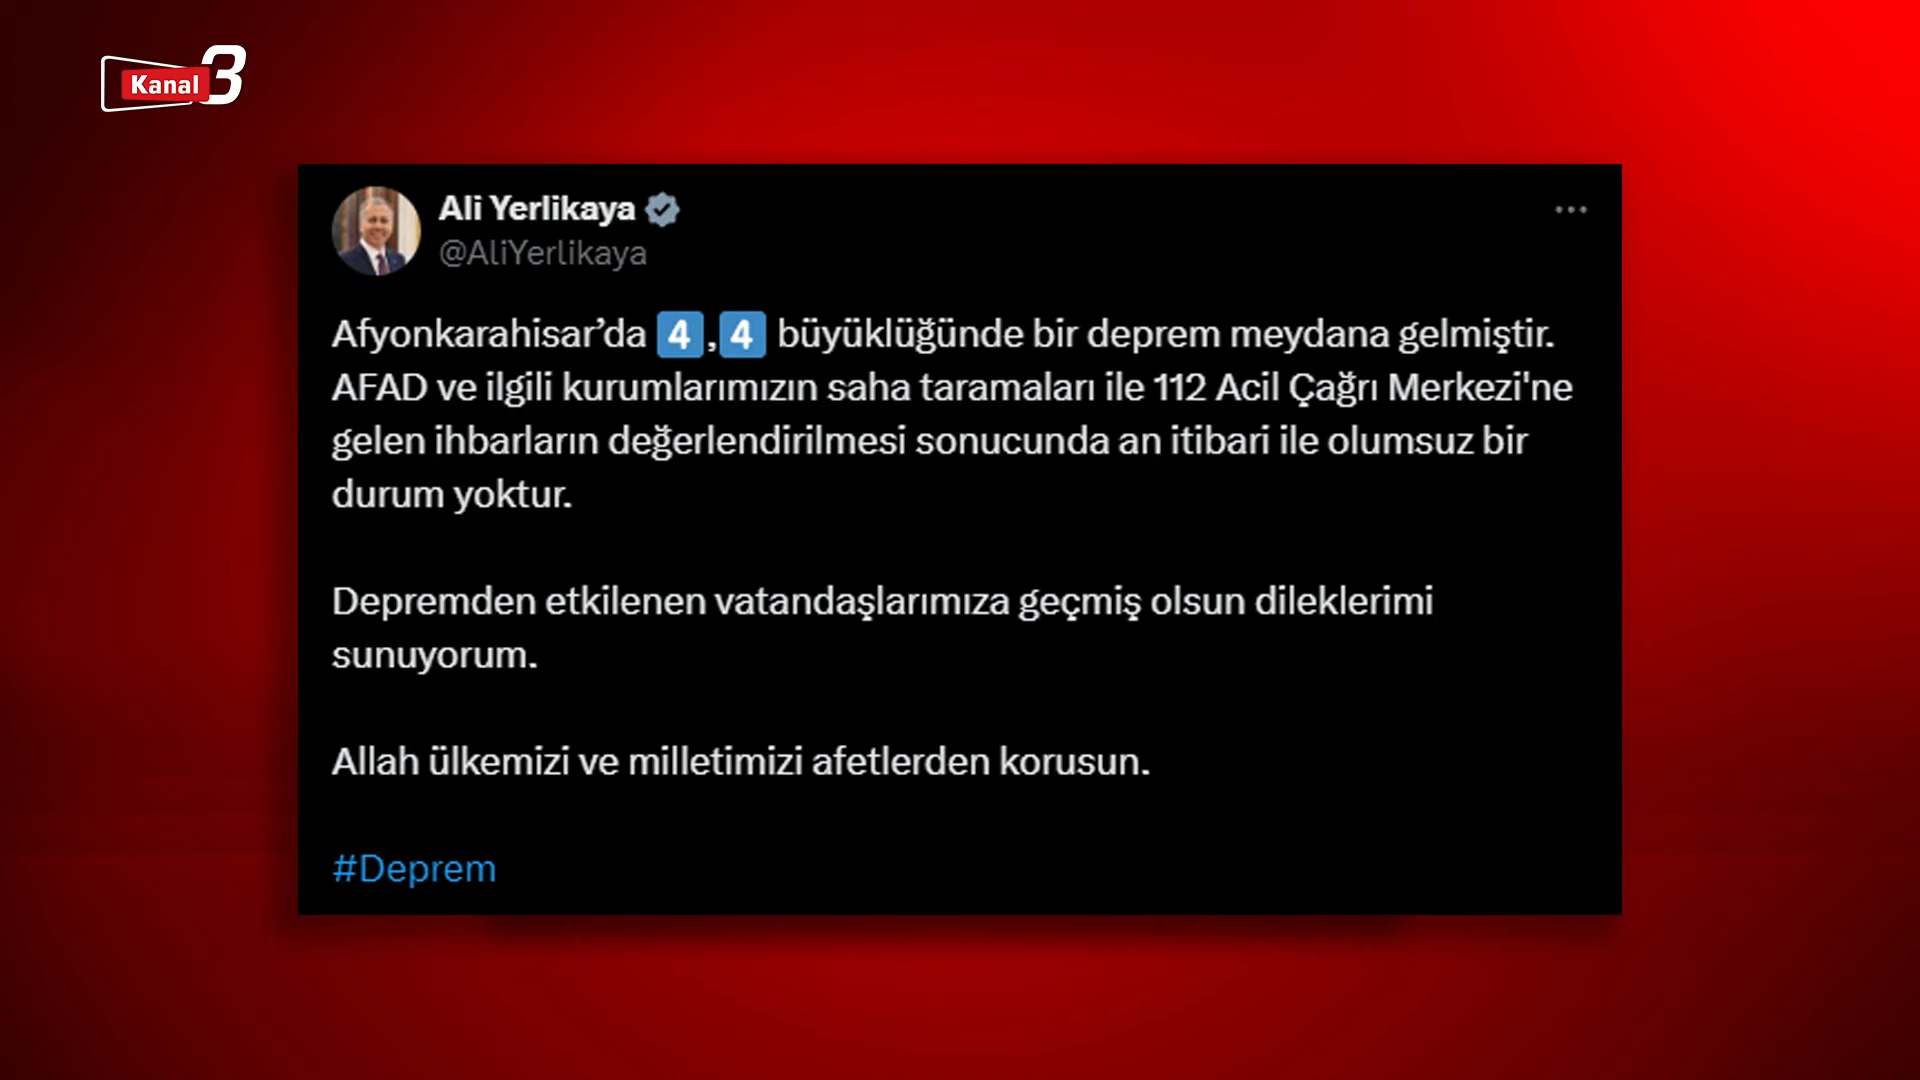 Kanal 3
Ali Yerlikaya
@AliYerlikaya
Afyonkarahisar’da 4️⃣,4️⃣ büyüklüğünde bir deprem meydana gelmiştir.
AFAD ve ilgili kurumlarımızın saha taramaları ile 112 Acil Çağrı Merkezi'ne
gelen ihbarların değerlendirilmesi sonucunda an itibari ile olumsuz bir
durum yoktur.
Depremden etkilenen vatandaşlarımıza geçmiş olsun dileklerimi
sunuyorum.
Allah ülkemizi ve milletimizi afetlerden korusun.
#Deprem